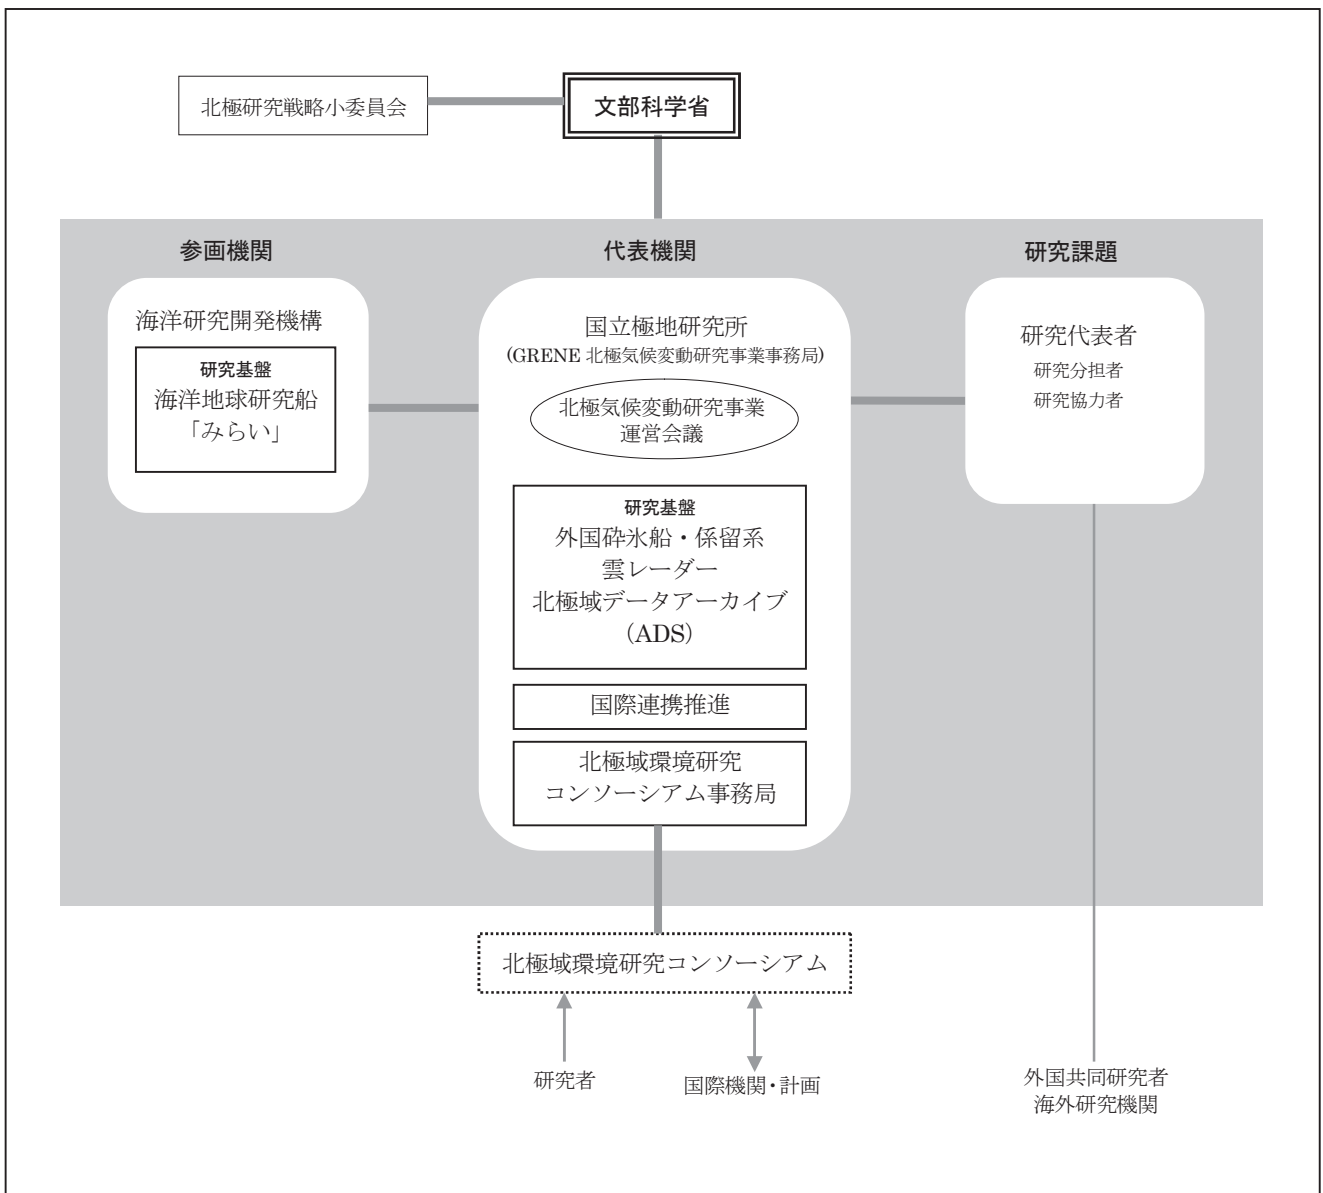 北極研究戦略小委員会
文部科学省
参画機関
海洋研究開発機構
研究基盤
海洋地球研究船
「みらい」
代表機関
国立極地研究所
(GRENE 北極気候変動研究事業事務局)
北極気候変動研究事業
運営会議
研究基盤
外国砕氷船・係留系
雲レーダー
北極域データアーカイブ
（ADS）
国際連携推進
北極域環境研究
コンソーシアム事務局
研究課題
研究代表者
研究分担者
研究協力者
北極域環境研究コンソーシアム
研究者
国際機関・計画
外国共同研究者
海外研究機関